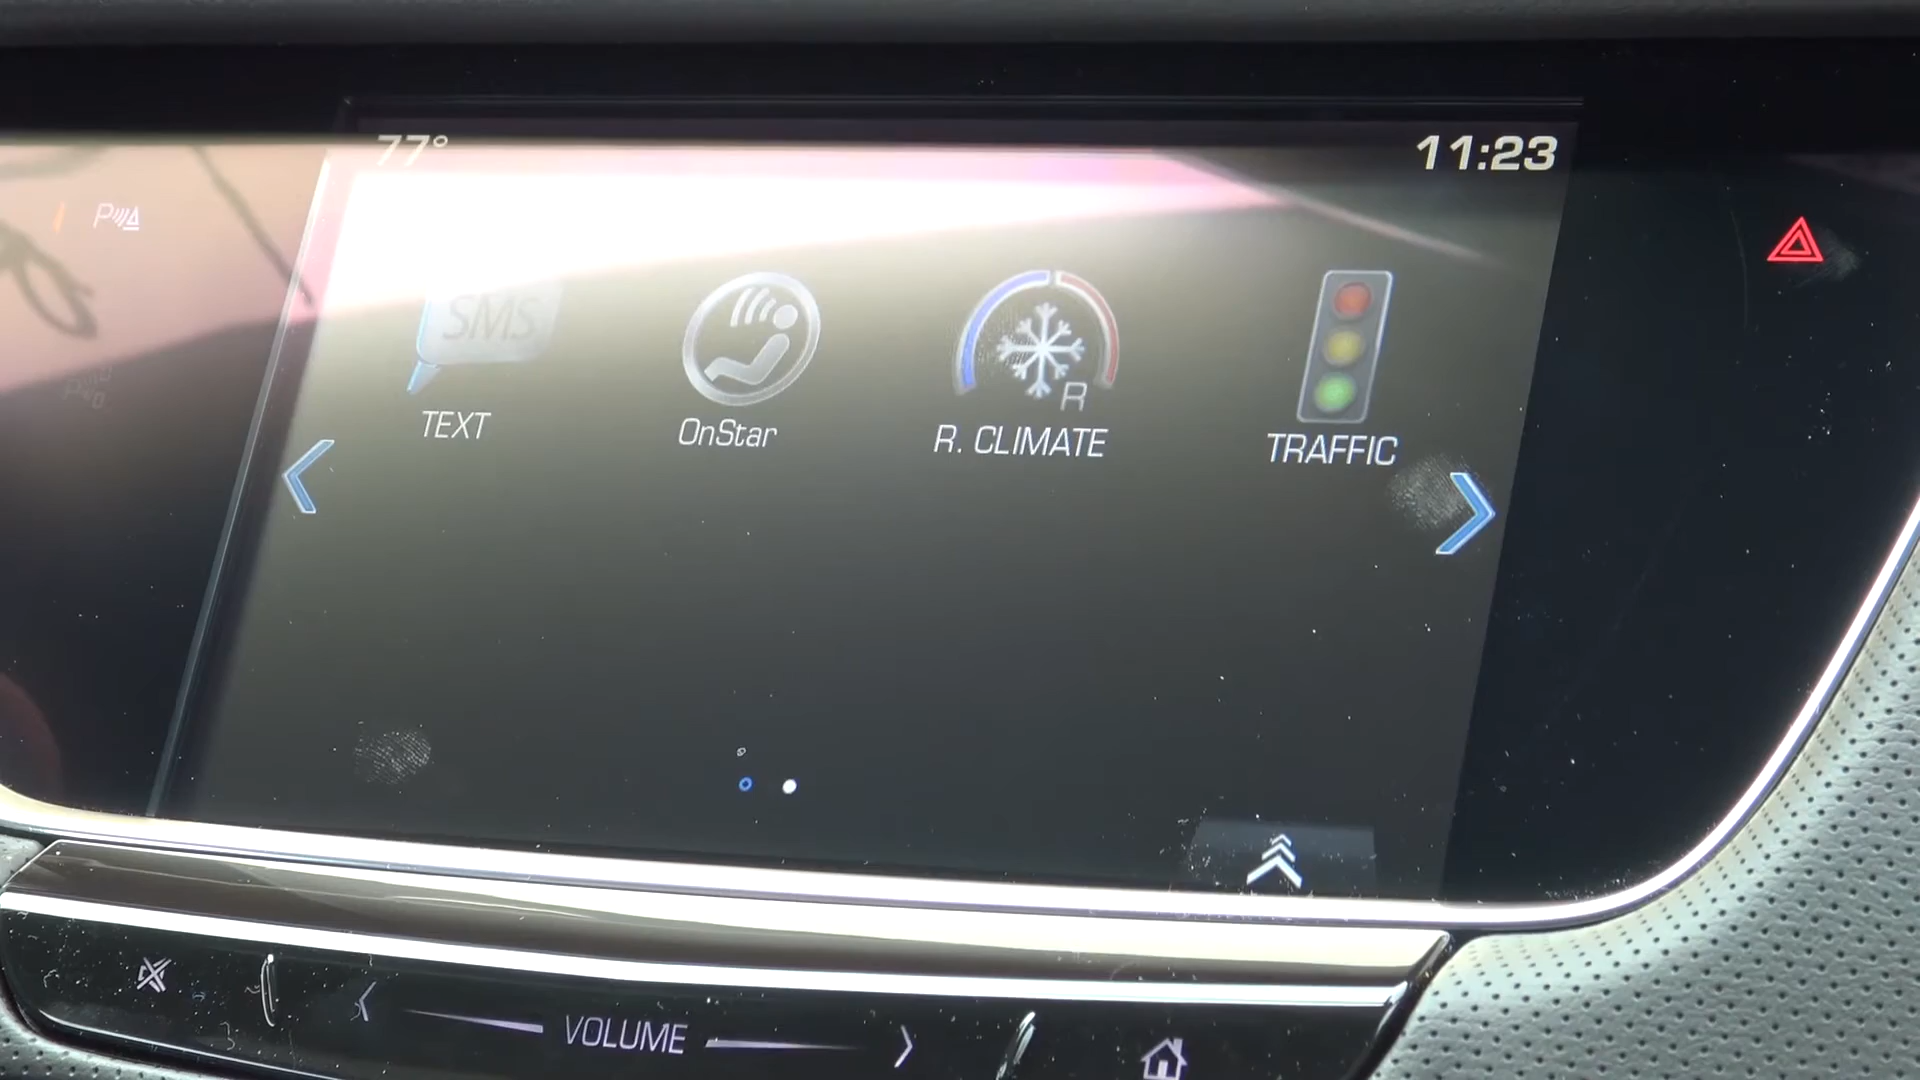 77° 11:23
SMS
TEXT OnStar R. CLIMATE TRAFFIC
R
P
VOLUME